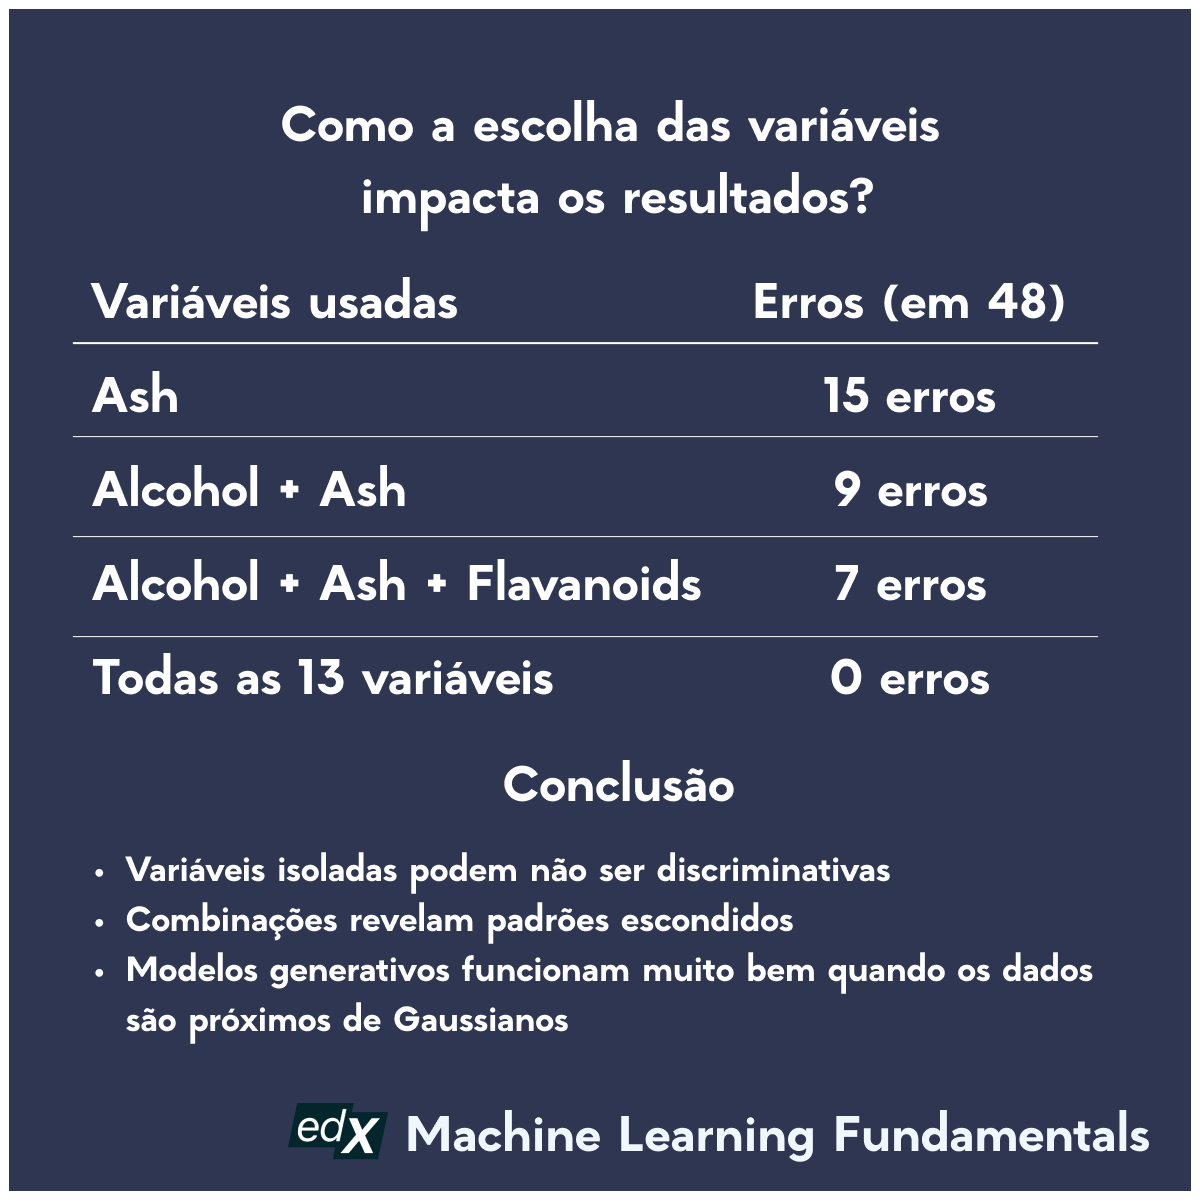 Como a escolha das variáveis
impacta os resultados?
Variáveis usadas Erros (em 48)
Ash 15 erros
Alcohol + Ash 9 erros
Alcohol + Ash + Flavanoids 7 erros
Todas as 13 variáveis 0 erros
Conclusão
• Variáveis isoladas podem não ser discriminativas
• Combinações revelam padrões escondidos
• Modelos generativos funcionam muito bem quando os dados
são próximos de Gaussianos
edX Machine Learning Fundamentals